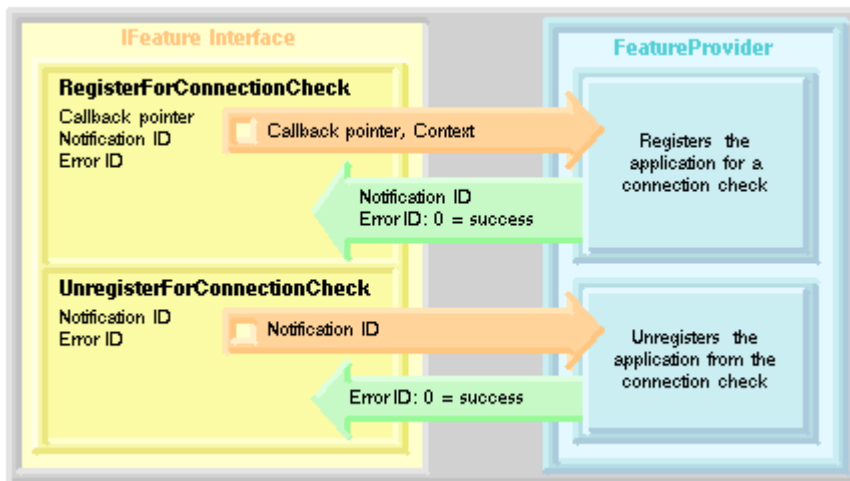 IFeature Interface
FeatureProvider
RegisterForConnectionCheck
Callback pointer
Notification ID
Error ID
Callback pointer, Context
Registers the
application for a
connection check
Notification ID
Error ID: 0 = success
UnregisterForConnectionCheck
Notification ID
Error ID
Notification ID
Unregisters the
application from the
connection check
Error ID: 0 = success